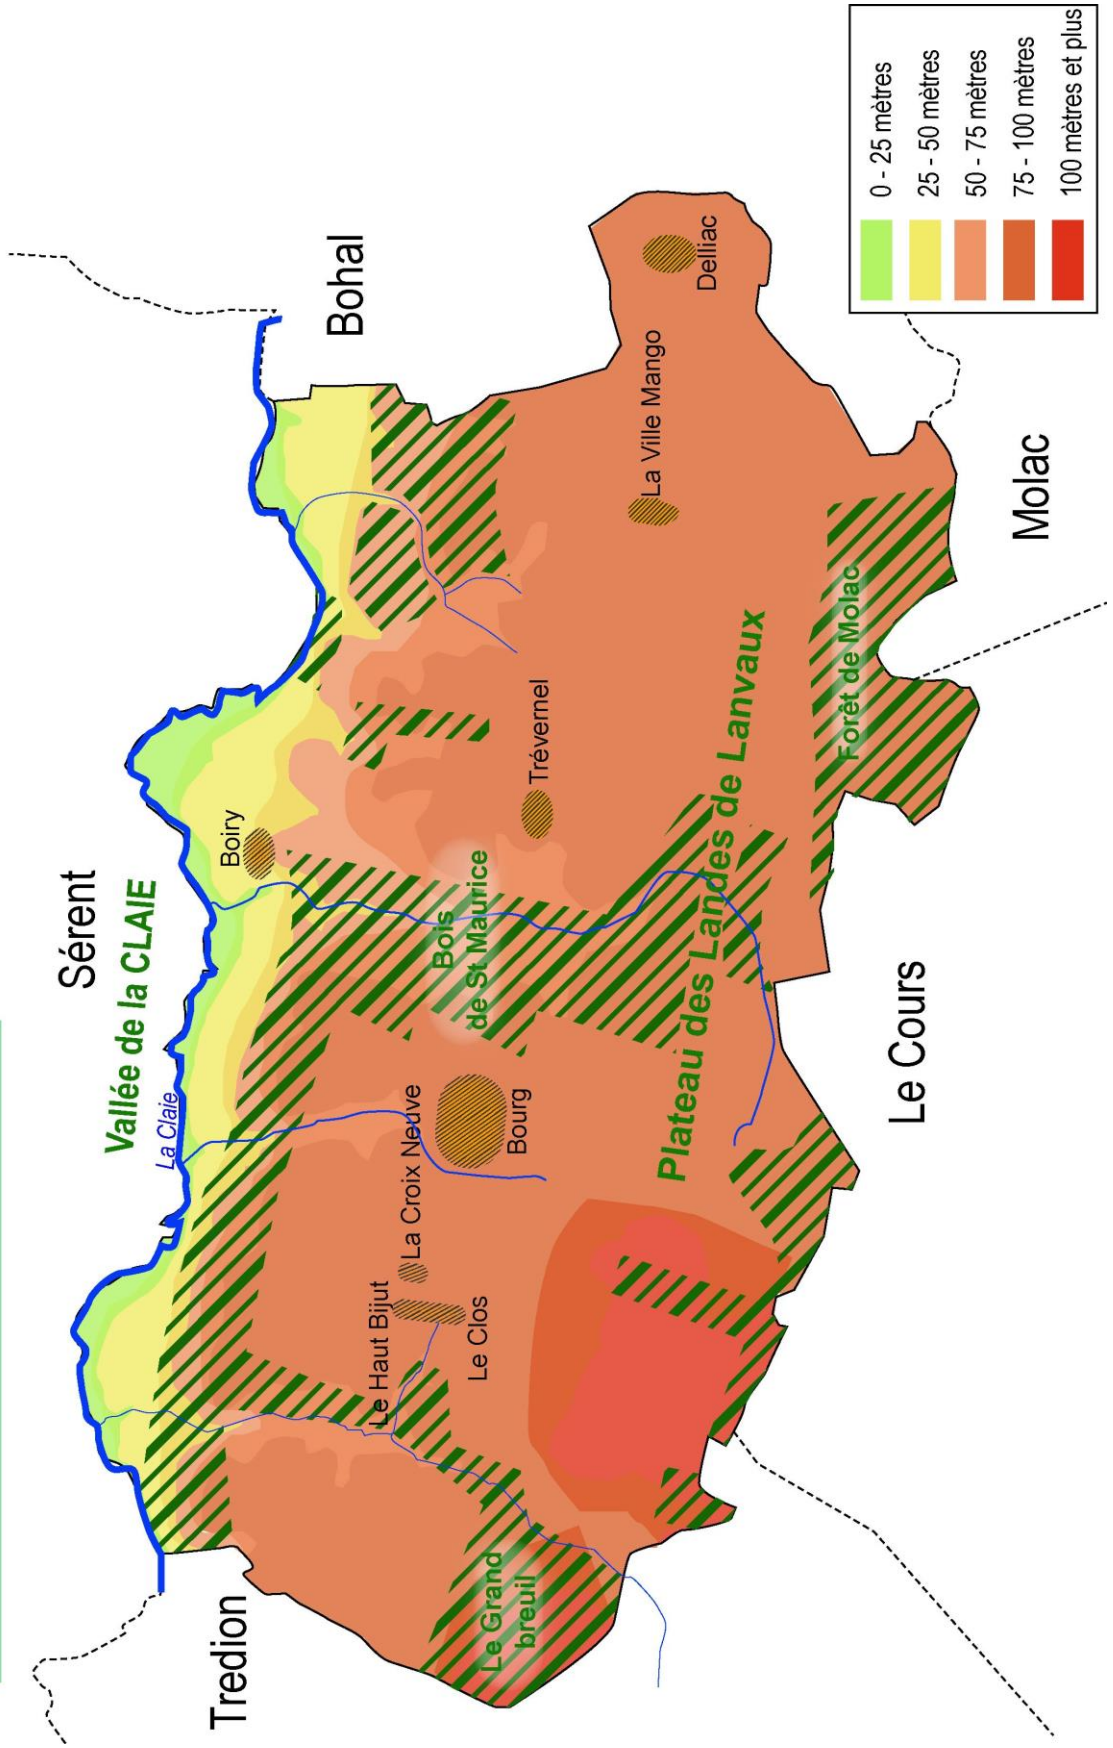 Sérent
Vallée de la CLAIE
La Claie
Tredion
Bohal
Boiry
Le Haut Bijut
La Croix Neuve
Le Clos
Bourg
Bois
de St Maurice
Trévernel
La Ville Mango
Delliac
Le Grand
breuil
Plateau des Landes de Lanvaux
Forêt de Molac
Le Cours
Molac
0 - 25 mètres
25 - 50 mètres
50 - 75 mètres
75 - 100 mètres
100 mètres et plus